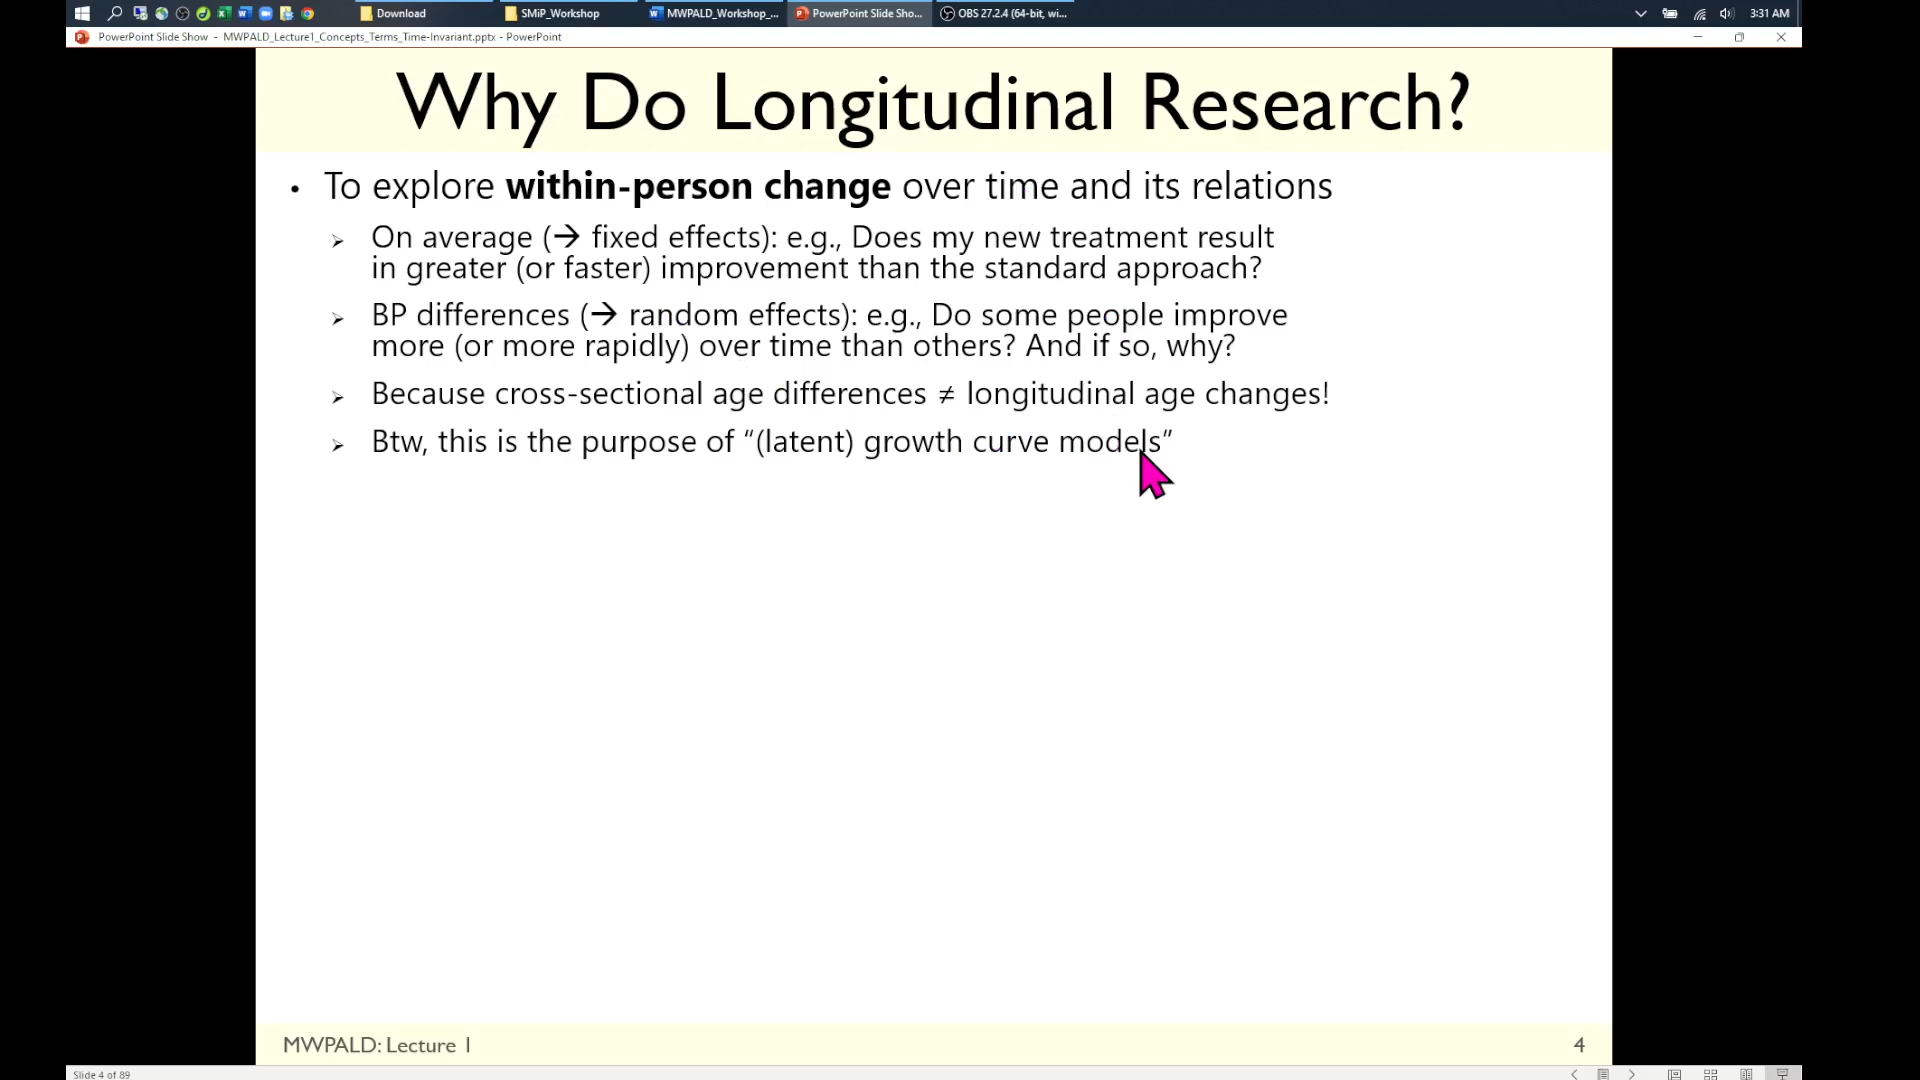 Download
SMiP_Workshop
MWPALD_Workshop_...
PowerPoint Slide Sho...
OBS 27.2.4 (64-bit, wi...
3:31 AM
PowerPoint Slide Show - MWPALD_Lecture1_Concepts_Terms_Time-Invariant.pptx - PowerPoint
Why Do Longitudinal Research?
• To explore within-person change over time and its relations
➢ On average (→ fixed effects): e.g., Does my new treatment result
in greater (or faster) improvement than the standard approach?
➢ BP differences (→ random effects): e.g., Do some people improve
more (or more rapidly) over time than others? And if so, why?
➢ Because cross-sectional age differences ≠ longitudinal age changes!
➢ Btw, this is the purpose of “(latent) growth curve models”
MWPALD: Lecture 1
4
Slide 4 of 89